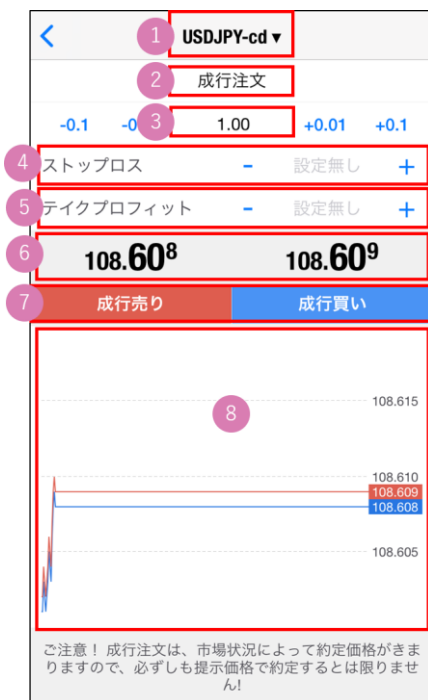 1 USDJPY-cd ▼
2 成行注文
-0.1 -0 3 1.00 +0.01 +0.1
4 ストップロス - 設定無し +
5 テイクプロフィット - 設定無し +
6 108.608 108.609
7 成行売り 成行買い
8
108.615
108.610
108.609
108.608
108.605
ご注意！ 成行注文は、市場状況によって約定価格がきま
りますので、必ずしも提示価格で約定するとは限りませ
ん!